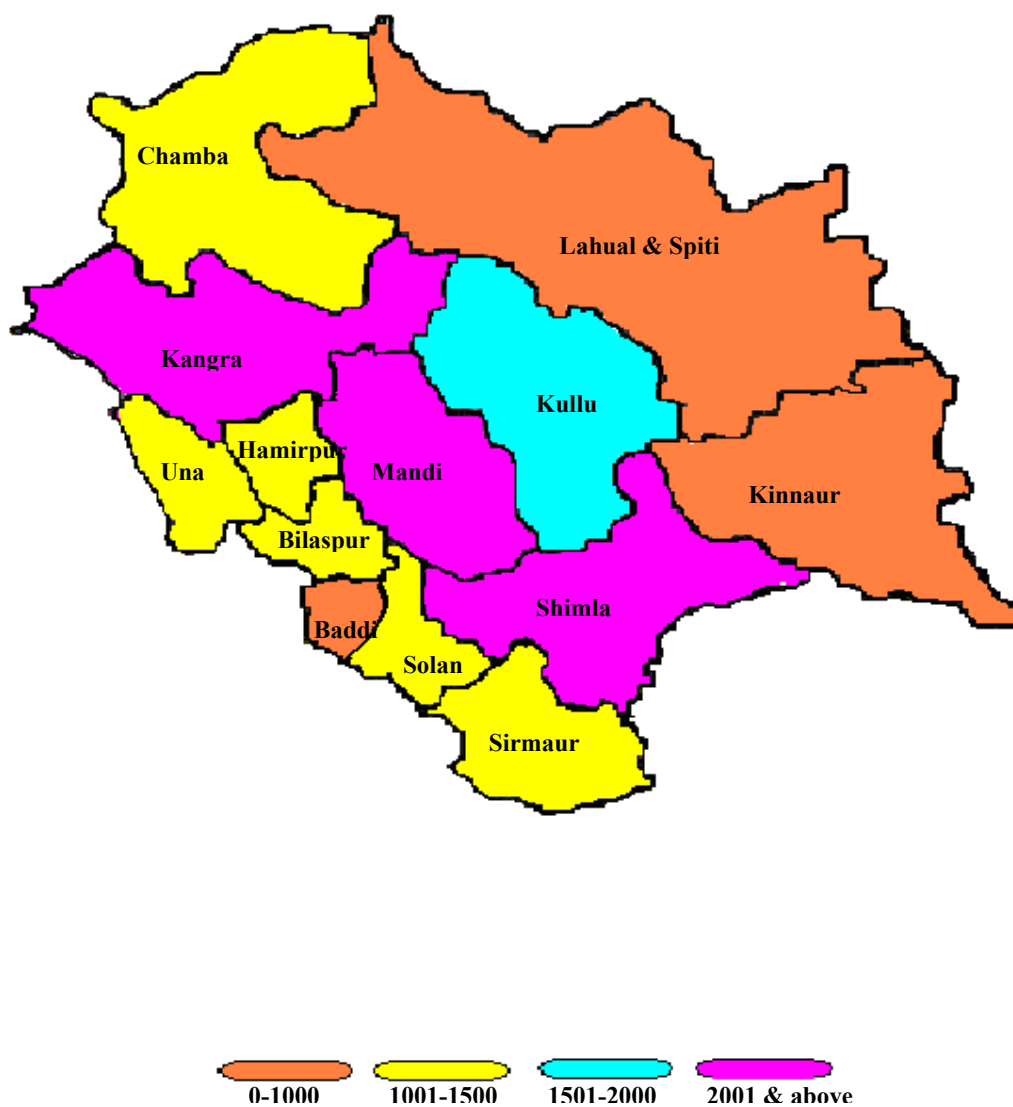 Chamba
Lahual & Spiti
Kangra
Kullu
Hamirpur
Una
Mandi
Kinnaur
Bilaspur
Shimla
Baddi
Solan
Sirmaur
0-1000 1001-1500 1501-2000 2001 & above